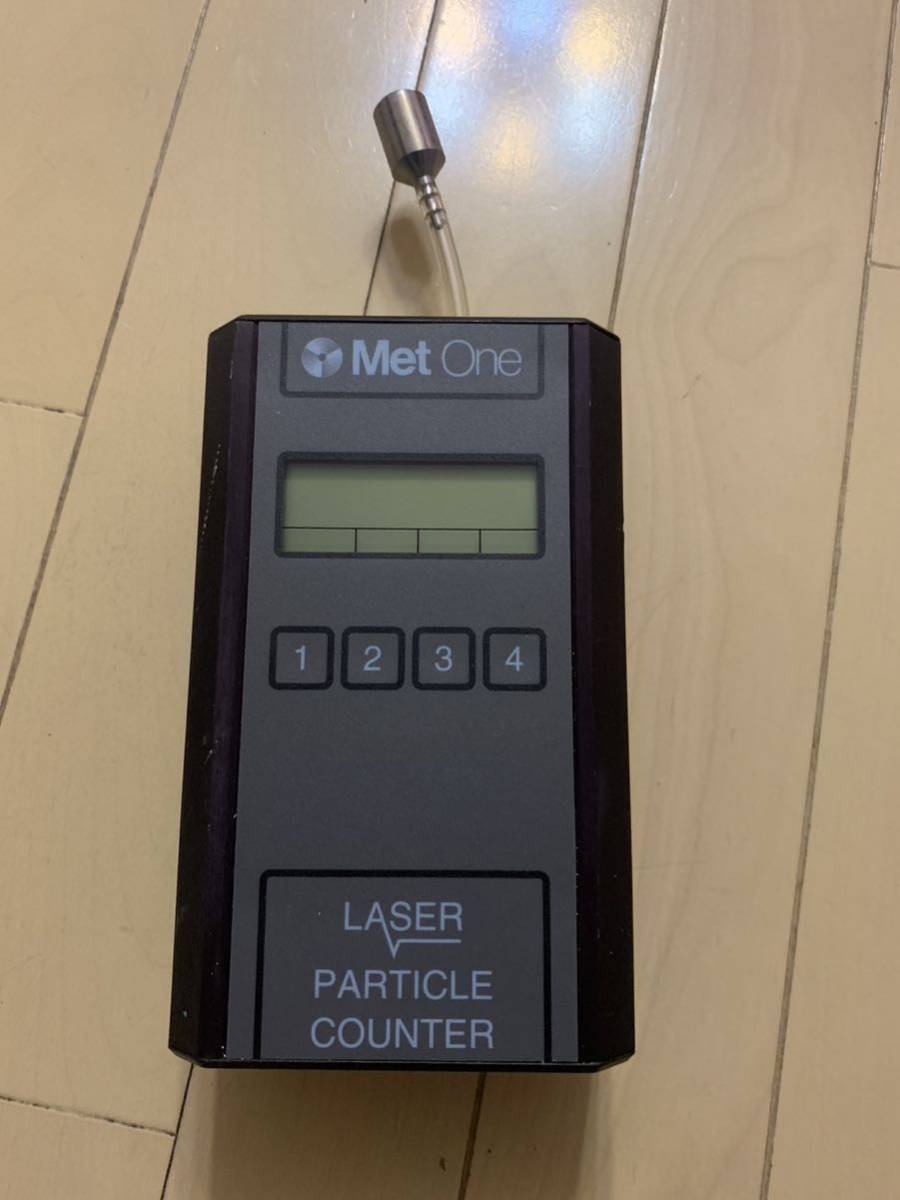 Met One
1 2 3 4
LASER
PARTICLE
COUNTER